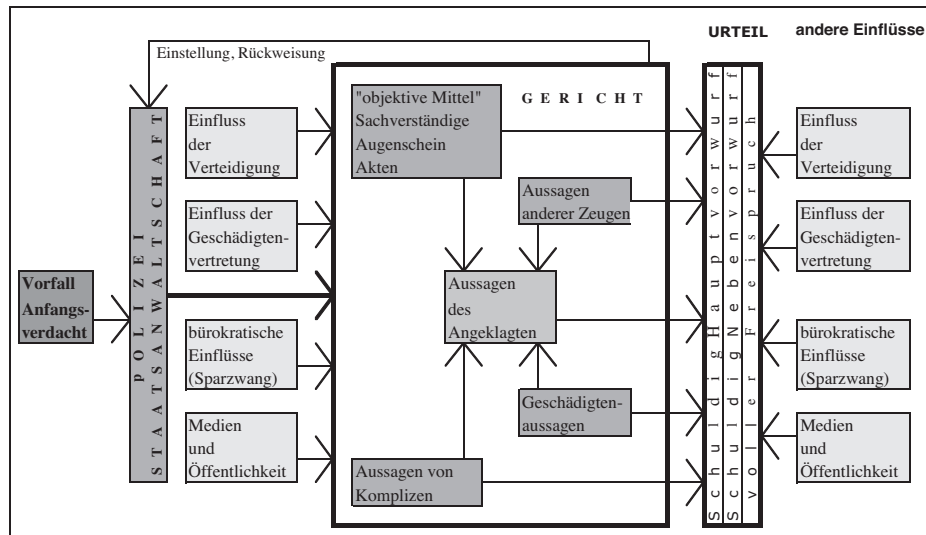 URTEIL
andere Einflüsse
Einstellung, Rückweisung
"objektive Mittel"
Sachverständige
Augenschein
Akten
GERICHT
Einfluss
der
Verteidigung
Einfluss der
Geschädigten-
vertretung
Vorfall
Anfangs-
verdacht
pOLIZEI
STAATSANWALTSCHAFT
bürokratische
Einflüsse
(Sparzwang)
Medien
und
Öffentlichkeit
Aussagen
anderer Zeugen
Aussagen
des
Angeklagten
Geschädigten-
aussagen
Aussagen von
Komplizen
Schuldig Hauptvorwurf
Schuldig Nebenvorwurf
voller Freispruch
Einfluss
der
Verteidigung
Einfluss der
Geschädigten-
vertretung
bürokratische
Einflüsse
(Sparzwang)
Medien
und
Öffentlichkeit